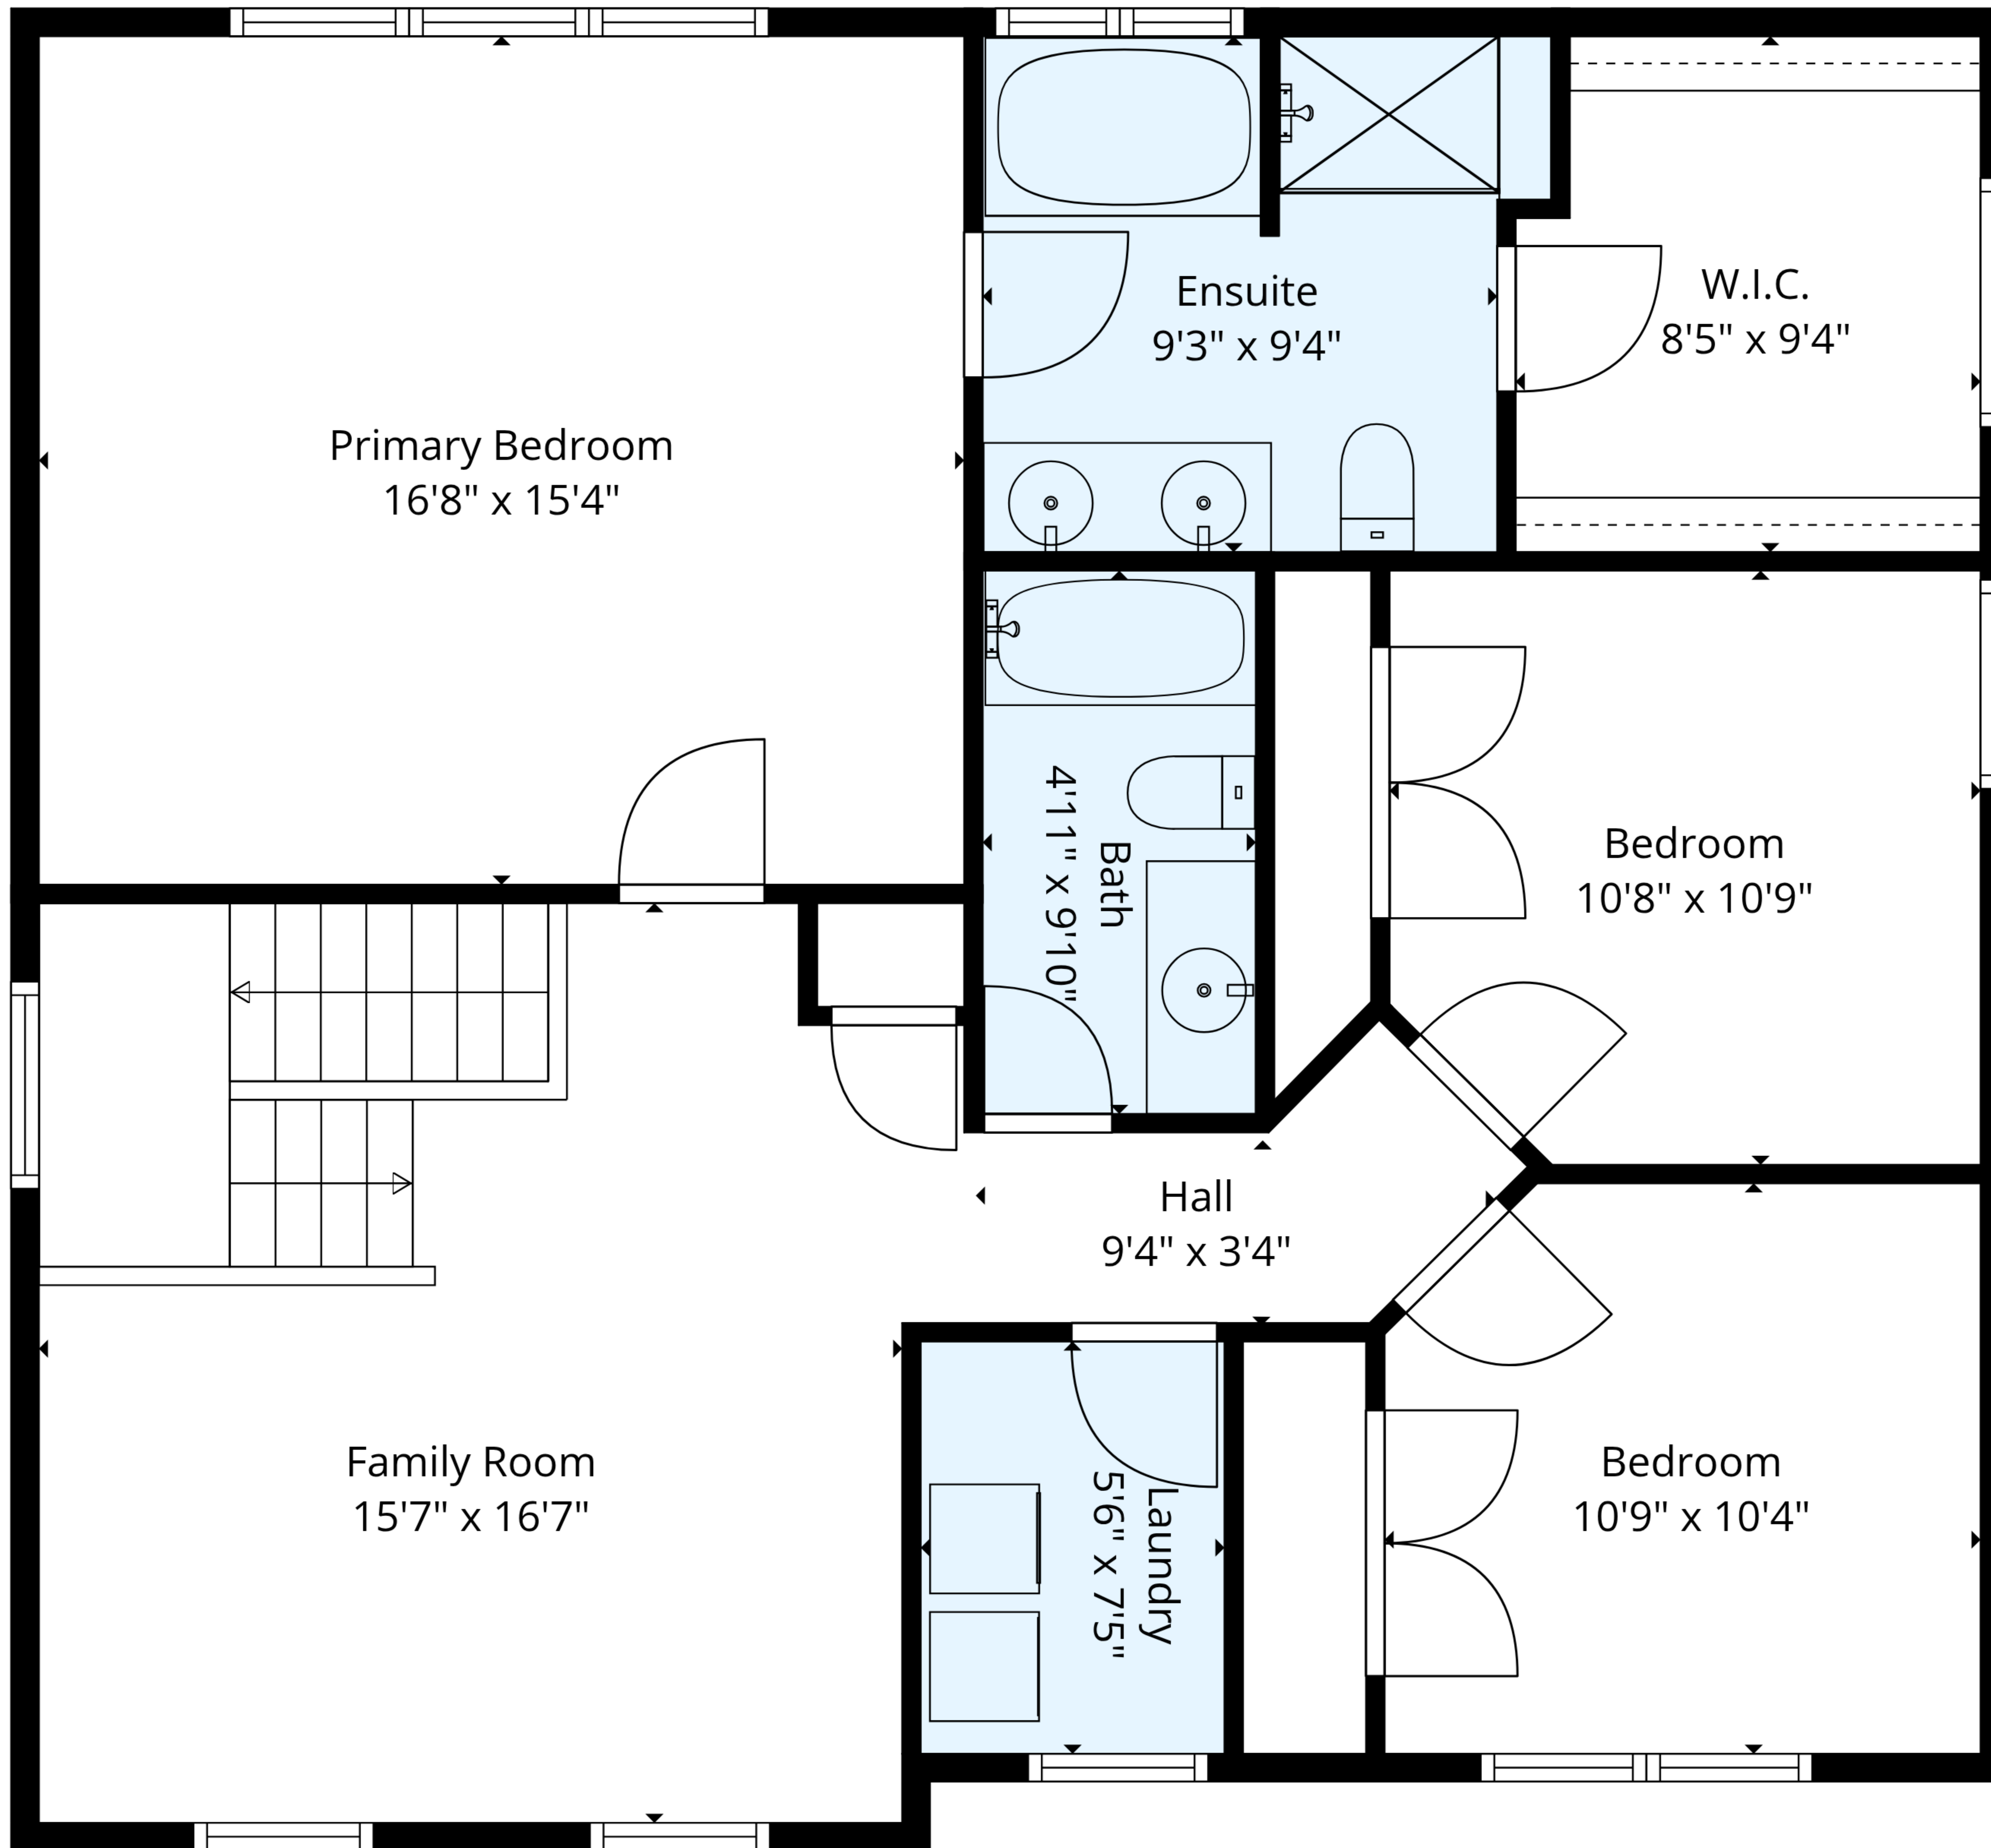 Ensuite
9'3" x 9'4"
W.I.C.
8'5" x 9'4"
Primary Bedroom
16'8" x 15'4"
Bath
4'11" x 9'10"
Bedroom
10'8" x 10'9"
Hall
9'4" x 3'4"
Family Room
15'7" x 16'7"
Laundry
5'6" x 7'5"
Bedroom
10'9" x 10'4"